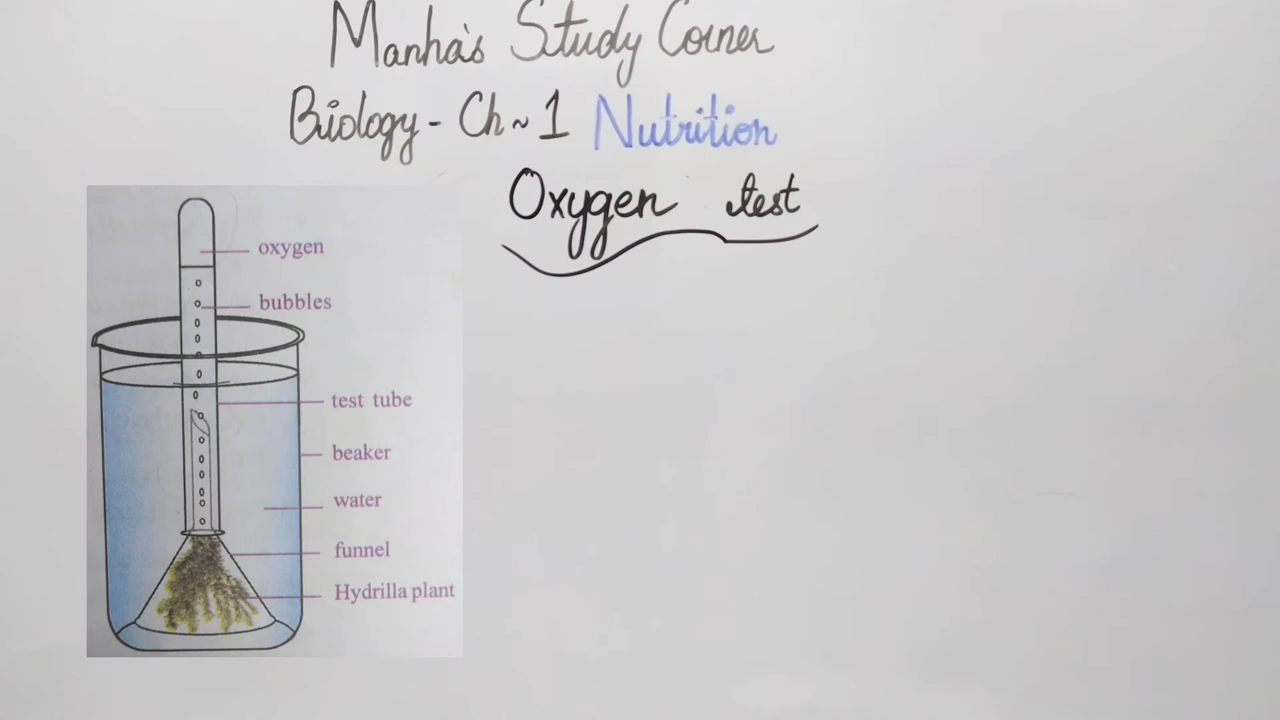 Manha's Study Corner
Biology - Ch ~ 1 Nutrition
Oxygen test
oxygen
bubbles
test tube
beaker
water
funnel
Hydrilla plant